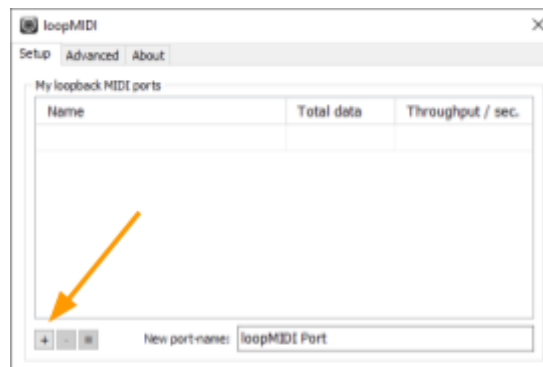 loopMIDI
Setup Advanced About
My loopback MIDI ports
Name Total data Throughput / sec.
+ - New port-name: loopMIDI Port